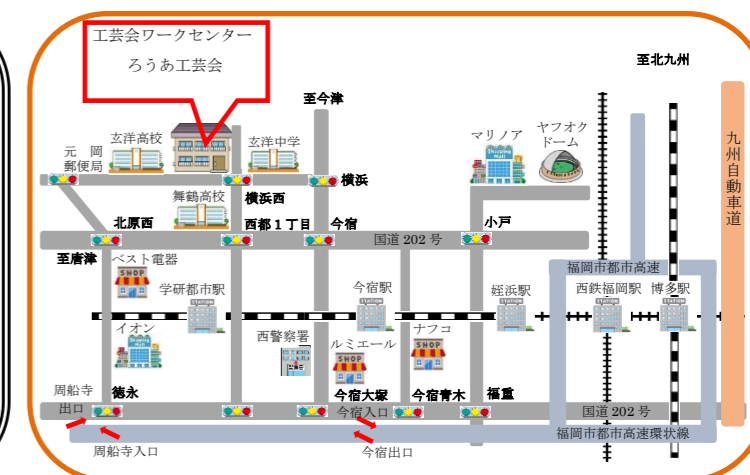 工芸会ワークセンター
ろうあ工芸会
至北九州
至今津
マリノア
ヤフオク
ドーム
玄洋高校
玄洋中学
元　岡
郵便局
九州自動車道
横浜
舞鶴高校
横浜西
北原西
西都１丁目
今宿
国道 202 号
小戸
至唐津
ベスト電器
SHOP
福岡市都市高速
学研都市駅
STATION
今宿駅
STATION
姪浜駅
STATION
西鉄福岡駅
STATION
博多駅
STATION
イオン
Shopping
Mall
西警察署
ルミエール
SHOP
ナフコ
SHOP
Shopping
Mall
周船寺
出口
徳永
今宿大塚
今宿入口
今宿青木
福重
国道 202 号
周船寺入口
今宿出口
福岡市都市高速環状線